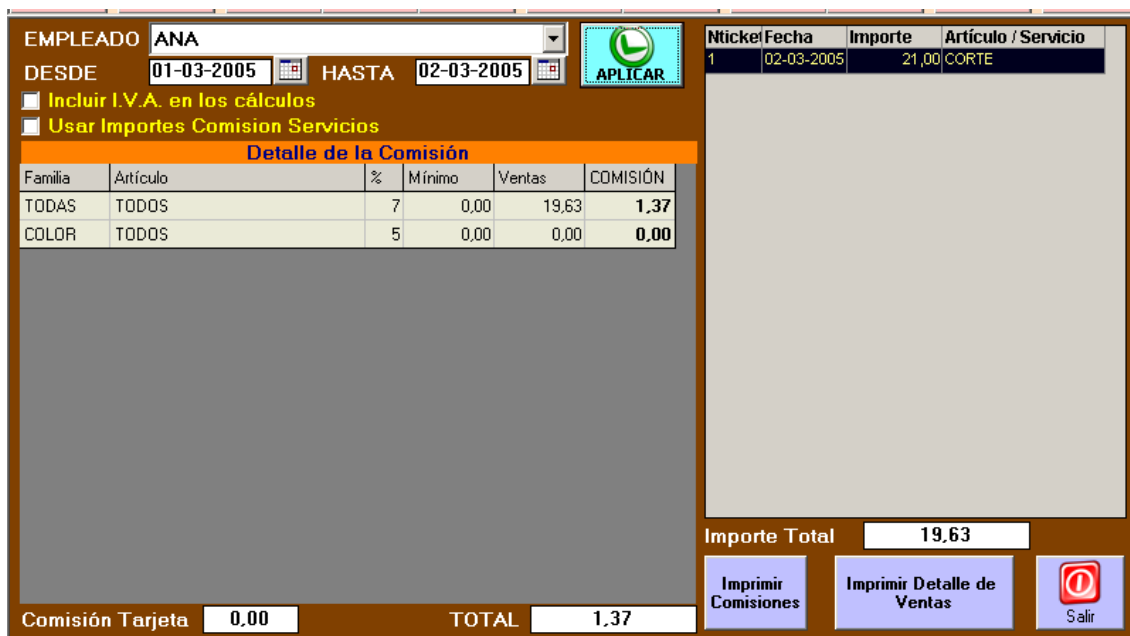 EMPLEADO ANA
DESDE 01-03-2005 HASTA 02-03-2005 APLICAR
Incluir I.V.A. en los cálculos
Usar Importes Comision Servicios
Detalle de la Comisión
Familia Artículo % Mínimo Ventas COMISIÓN
TODAS TODOS 7 0,00 19,63 1,37
COLOR TODOS 5 0,00 0,00 0,00
Comisión Tarjeta 0,00 TOTAL 1,37
Nticket Fecha Importe Artículo / Servicio
1 02-03-2005 21,00 CORTE
Importe Total 19,63
Imprimir Comisiones
Imprimir Detalle de Ventas
Salir